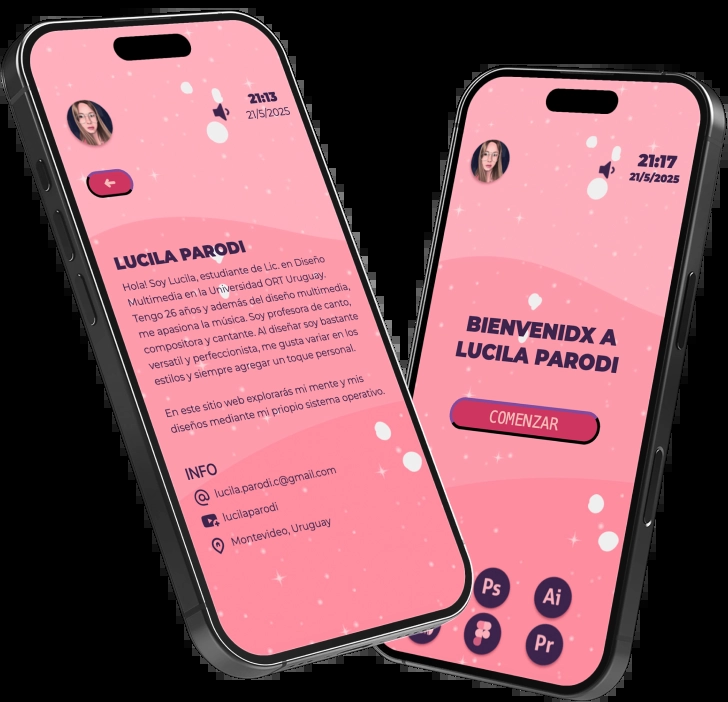 21:13
21/5/2025
LUCILA PARODI
Hola! Soy Lucila, estudiante de Lic. en Diseño
Multimedia en la Universidad ORT Uruguay.
Tengo 26 años y además del diseño multimedia,
me apasiona la música. Soy profesora de canto,
compositora y cantante. Al diseñar soy bastante
versatil y perfeccionista, me gusta variar en los
estilos y siempre agregar un toque personal.
En este sitio web explorarás mi mente y mis
diseños mediante mi priopio sistema operativo.
INFO
lucila.parodi.c@gmail.com
lucilaparodi
Montevideo, Uruguay
21:17
21/5/2025
BIENVENIDX A
LUCILA PARODI
COMENZAR
Ps
Ai
Pr